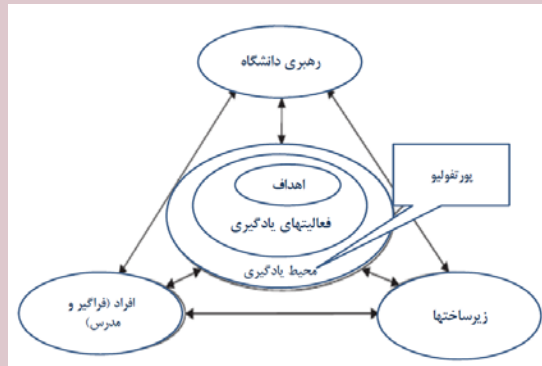 رهبری دانشگاه
پورتفولیو
اهداف
فعالیتهای یادگیری
محیط یادگیری
افراد (فراگیر و
مدرس)
زیرساختها